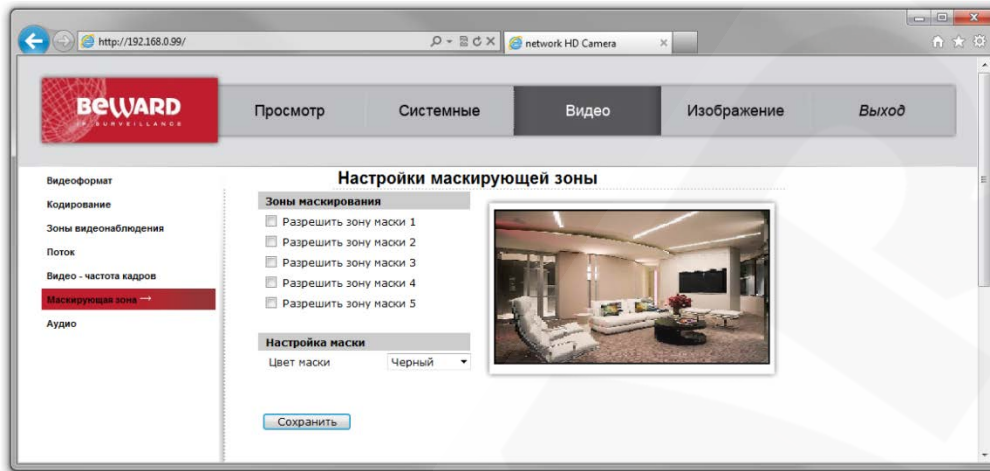 http://192.168.0.99/
network HD Camera
BEWARD
IP SURVEILLANCE
Просмотр
Системные
Видео
Изображение
Выход
Видеоформат
Кодирование
Зоны видеонаблюдения
Поток
Видео - частота кадров
Маскирующая зона →
Аудио
Настройки маскирующей зоны
Зоны маскирования
Разрешить зону маски 1
Разрешить зону маски 2
Разрешить зону маски 3
Разрешить зону маски 4
Разрешить зону маски 5
Настройка маски
Цвет маски Черный
Сохранить